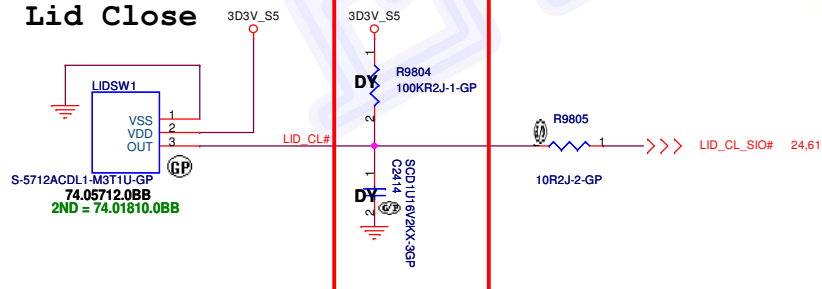 Lid Close
3D3V_S5
3D3V_S5
LIDSW1
VSS 1
VDD 2
OUT 3
GP
S-5712ACDL1-M3T1U-GP
74.05712.0BB
2ND = 74.01810.0BB
LID_CL#
1
DY
R9804
100KR2J-1-GP
2
1
DY
2
C2414
SCD1U16V2KX-3GP
R9805
1
10R2J-2-GP
LID_CL_SIO# 24,61